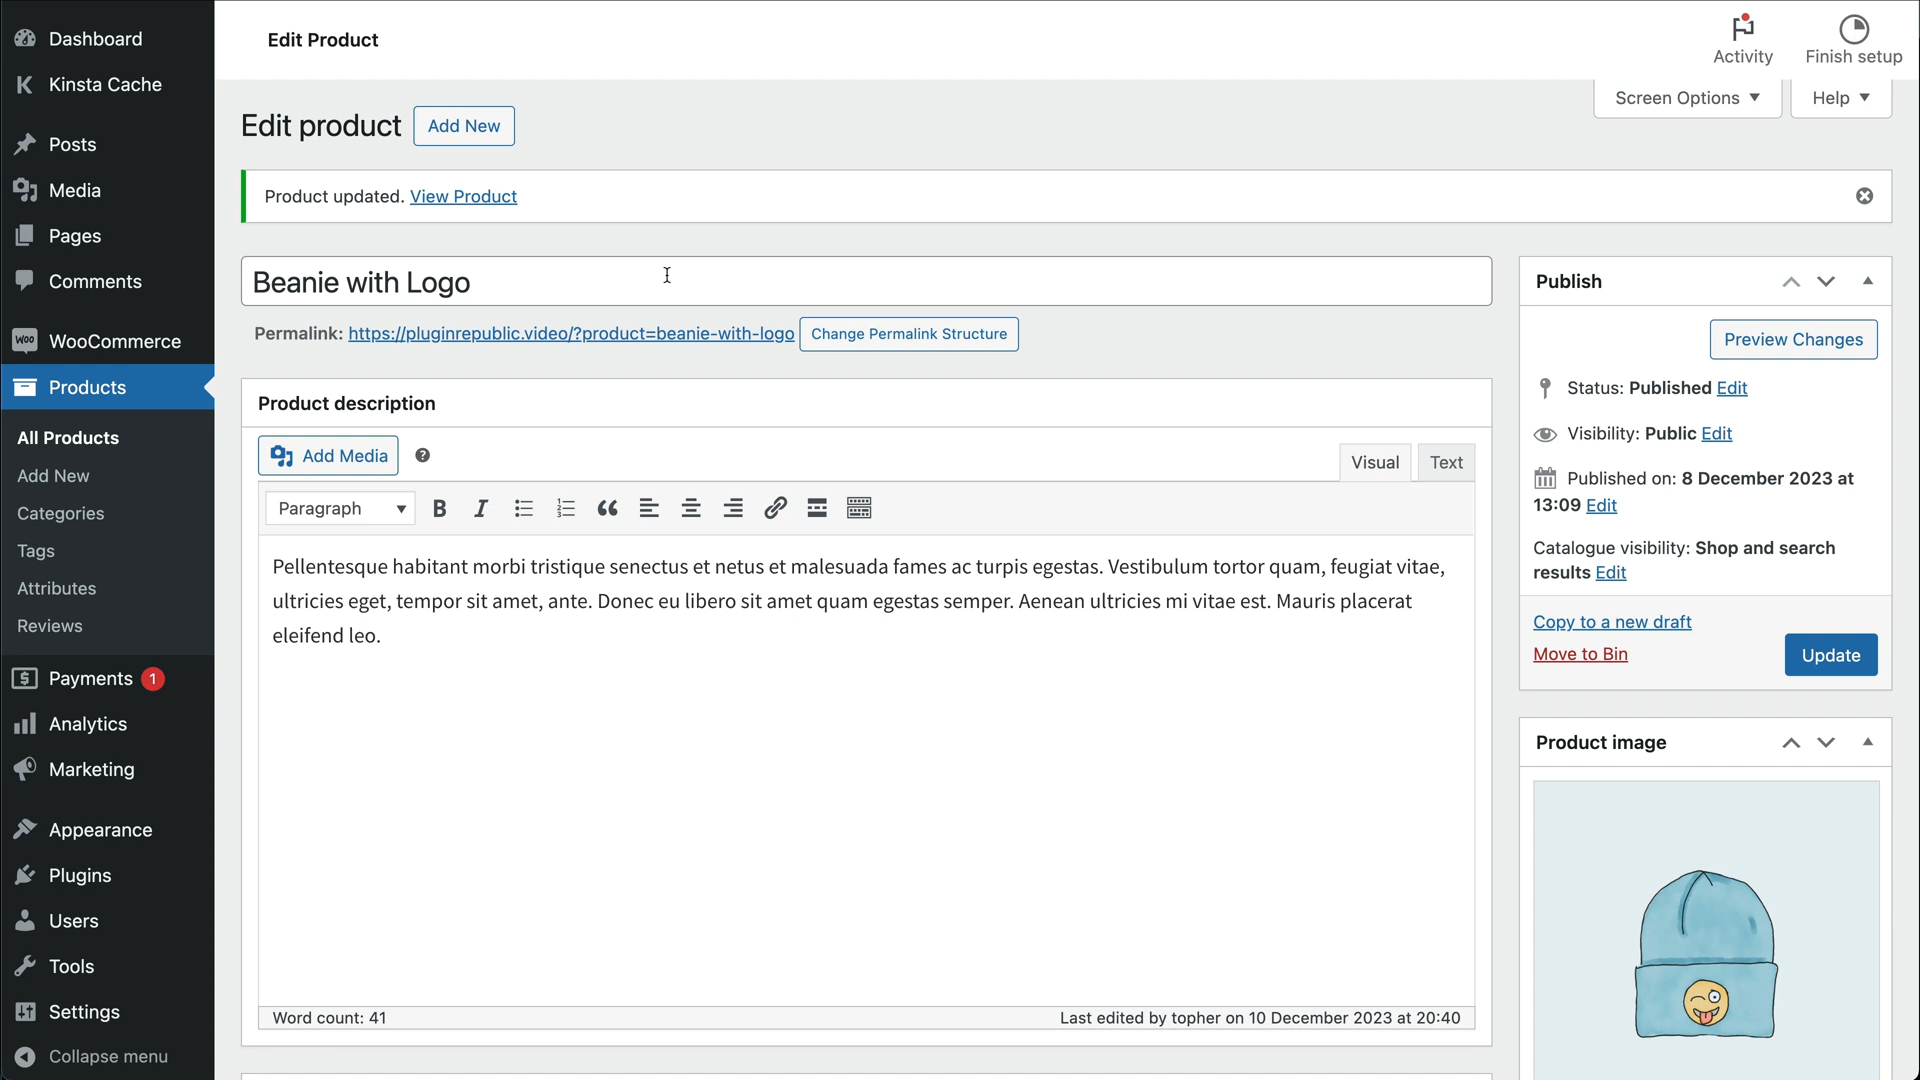 Dashboard
Kinsta Cache
Posts
Media
Pages
Comments
WOO WooCommerce
Products
All Products
Add New
Categories
Tags
Attributes
Reviews
Payments 1
Analytics
Marketing
Appearance
Plugins
Users
Tools
Settings
Collapse menu
Edit Product
Activity
Finish setup
Screen Options
Help
Edit product Add New
Product updated. View Product
Beanie with Logo
Permalink: https://pluginrepublic.video/?product=beanie-with-logo Change Permalink Structure
Product description
Add Media
Visual Text
Paragraph
Pellentesque habitant morbi tristique senectus et netus et malesuada fames ac turpis egestas. Vestibulum tortor quam, feugiat vitae,
ultricies eget, tempor sit amet, ante. Donec eu libero sit amet quam egestas semper. Aenean ultricies mi vitae est. Mauris placerat
eleifend leo.
Word count: 41 Last edited by topher on 10 December 2023 at 20:40
Publish
Preview Changes
Status: Published Edit
Visibility: Public Edit
Published on: 8 December 2023 at
13:09 Edit
Catalogue visibility: Shop and search
results Edit
Copy to a new draft
Move to Bin
Update
Product image